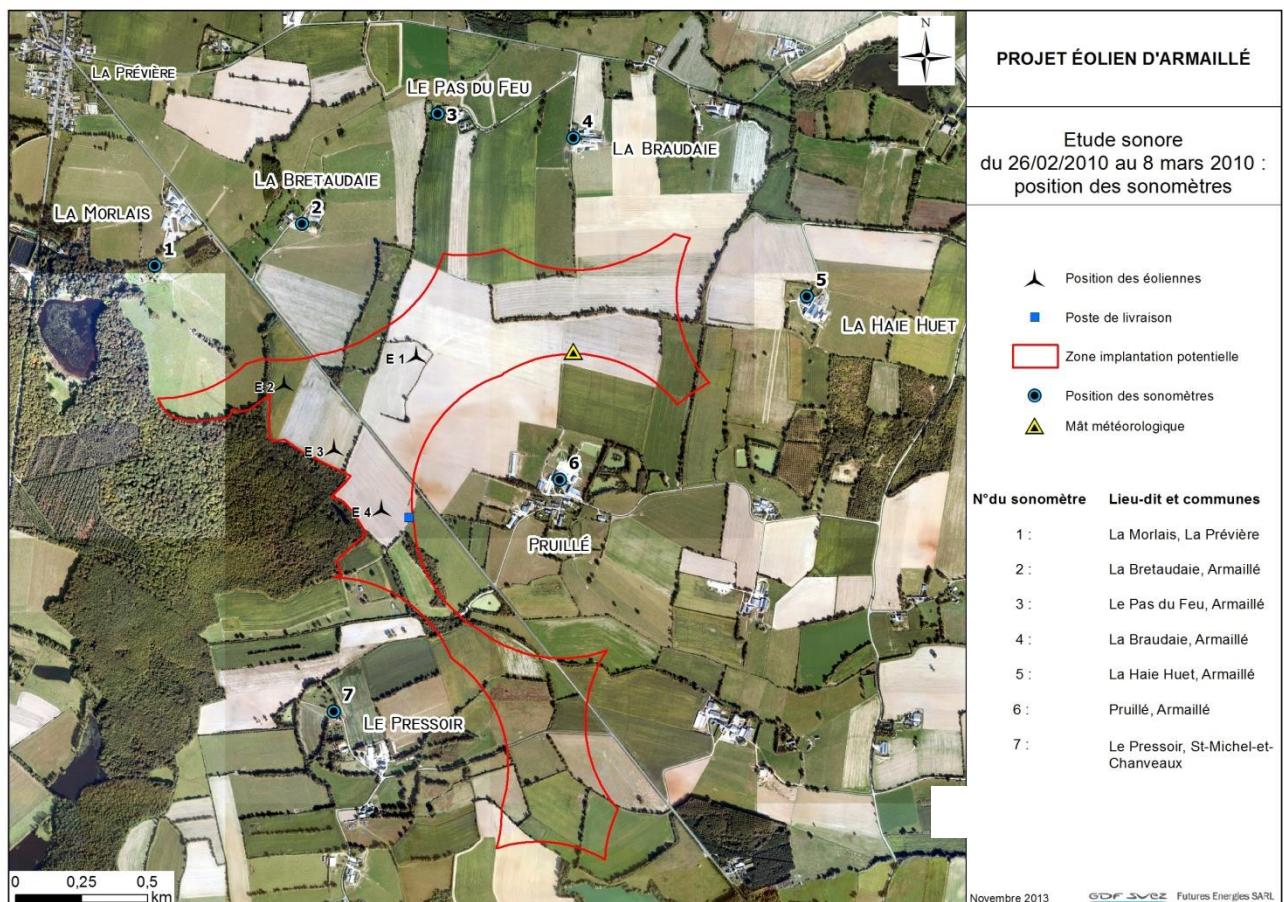 N
PROJET ÉOLIEN D'ARMAILLÉ
Etude sonore
du 26/02/2010 au 8 mars 2010 :
position des sonomètres
Position des éoliennes
Poste de livraison
Zone implantation potentielle
Position des sonomètres
Mât météorologique
N°du sonomètre Lieu-dit et communes
1 : La Morlais, La Prévière
2 : La Bretaudaie, Armaillé
3 : Le Pas du Feu, Armaillé
4 : La Braudaie, Armaillé
5 : La Haie Huet, Armaillé
6 : Pruillé, Armaillé
7 : Le Pressoir, St-Michel-et-
Chanveaux
Novembre 2013
GDF SUEZ Futures Energies SARL
LA PRÉVIÈRE
LE PAS DU FEU
3
4
LA BRAUDAIE
LA BRETAUDAIE
2
LA MORLAIS
1
5
LA HAIE HUET
E 1
E 2
E 3
6
E 4
PRUILLÉ
7
LE PRESSOIR
0 0,25 0,5
km